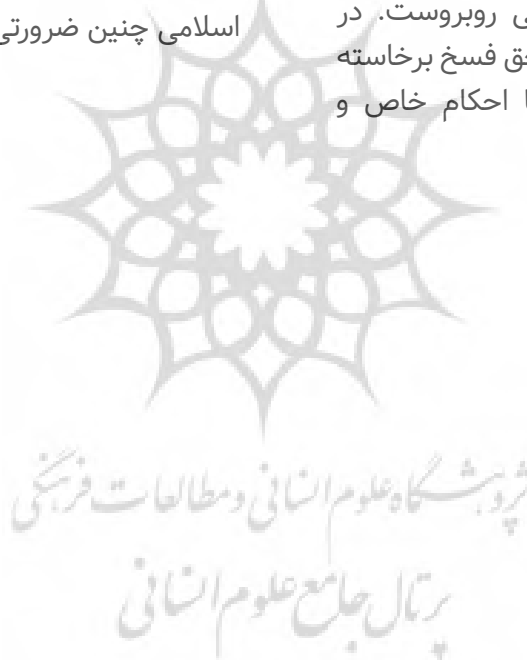 ی روبروست. در
حق فسخ برخاسته
ا احکام خاص و
اسلامی چنین ضرورتی
پژوهشگاه علوم انسانی و مطالعات فرهنگی
پرتال جامع علوم انسانی